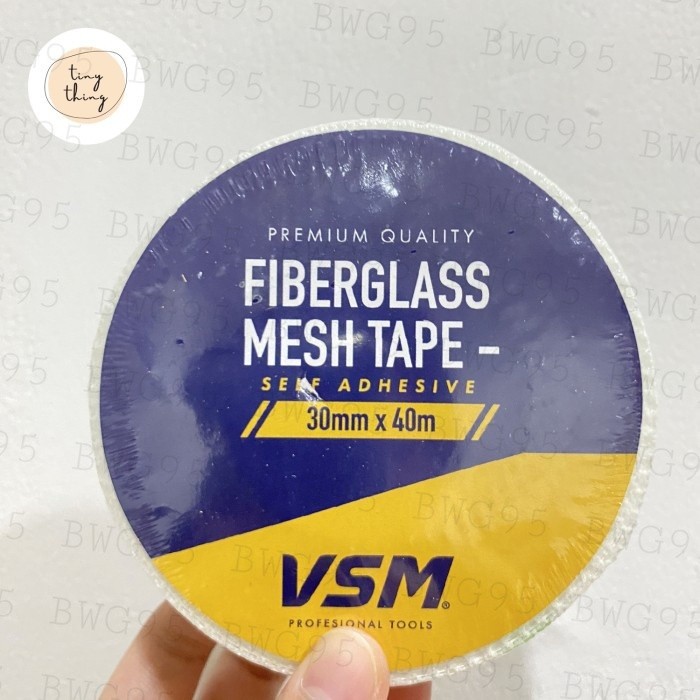 tiny
thing
PREMIUM QUALITY
FIBERGLASS
MESH TAPE -
SELF ADHESIVE
30mm x 40m
VSM®
PROFESIONAL TOOLS
BWG95